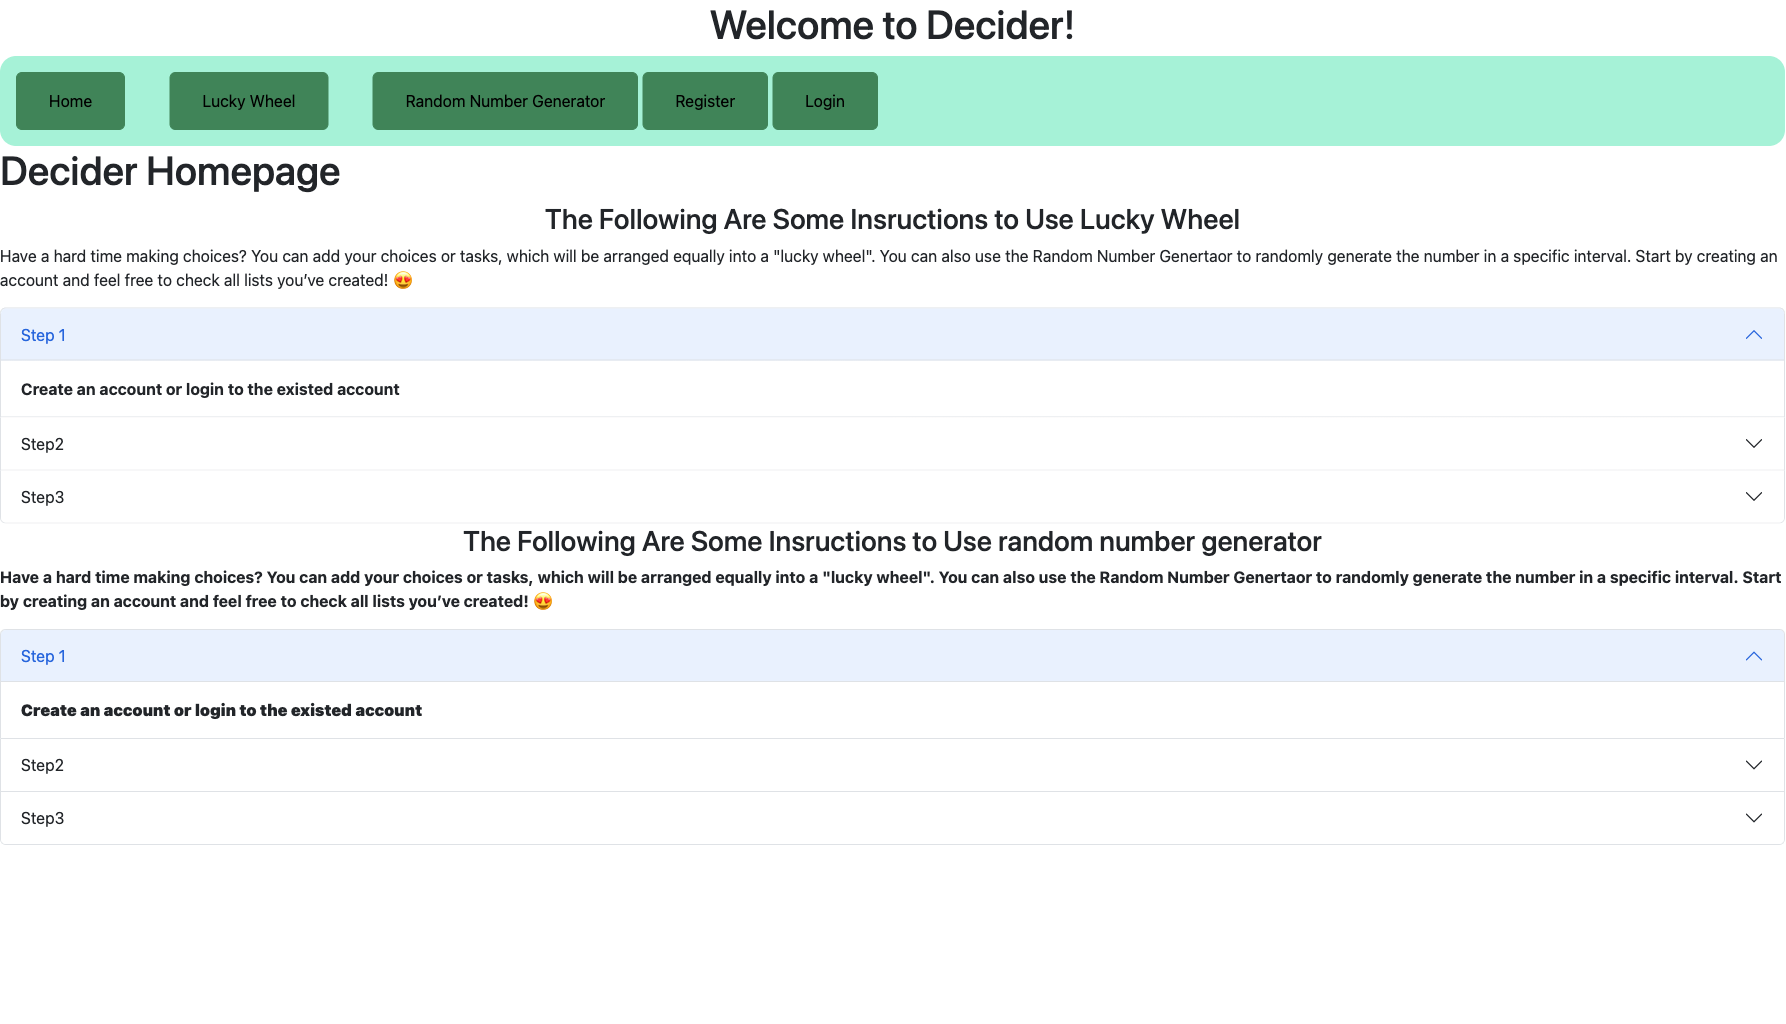 Welcome to Decider!
Home Lucky Wheel Random Number Generator Register Login
Decider Homepage
The Following Are Some Insructions to Use Lucky Wheel
Have a hard time making choices? You can add your choices or tasks, which will be arranged equally into a "lucky wheel". You can also use the Random Number Genertaor to randomly generate the number in a specific interval. Start by creating an
account and feel free to check all lists you’ve created! 😍
Step 1
Create an account or login to the existed account
Step2
Step3
The Following Are Some Insructions to Use random number generator
Have a hard time making choices? You can add your choices or tasks, which will be arranged equally into a "lucky wheel". You can also use the Random Number Genertaor to randomly generate the number in a specific interval. Start
by creating an account and feel free to check all lists you’ve created! 😍
Step 1
Create an account or login to the existed account
Step2
Step3